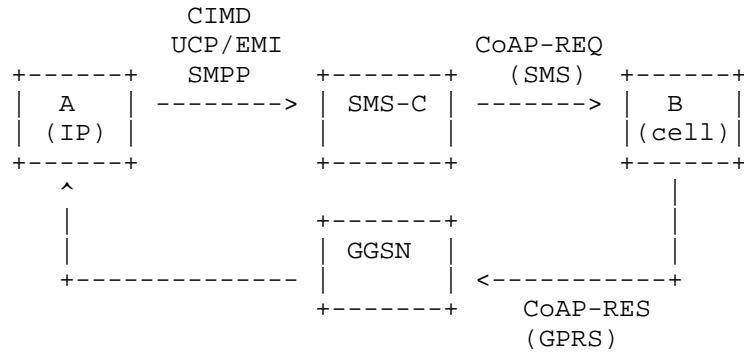 CIMD
UCP/EMI CoAP-REQ
SMPP (SMS)
A SMS-C B
(IP) (cell)
GGSN
CoAP-RES
(GPRS)